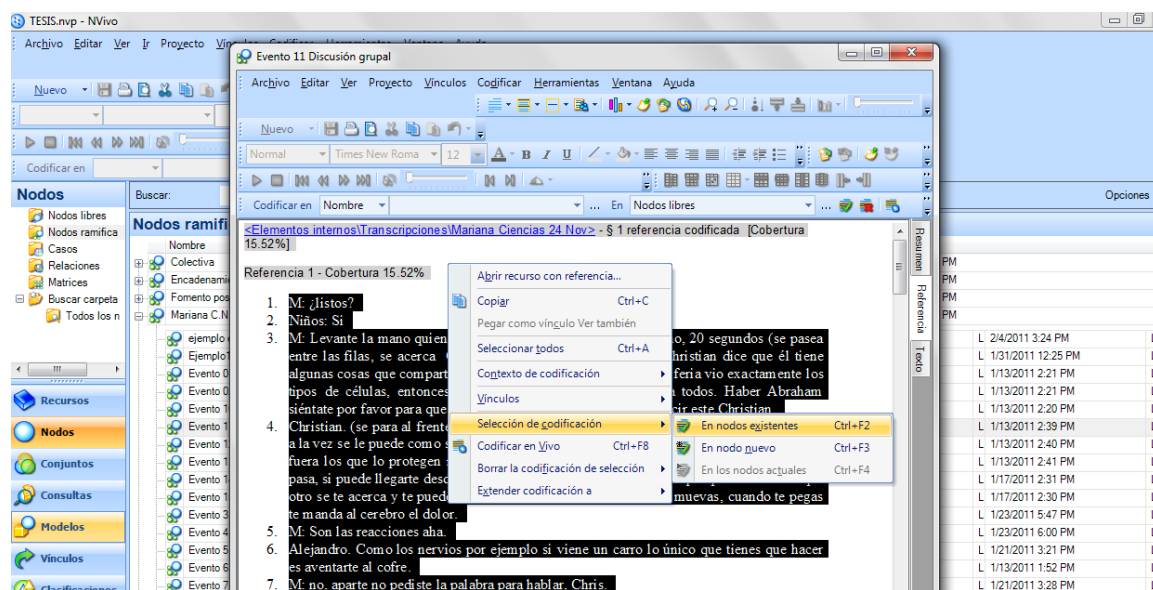 TESIS.nvp - NVivo
Archivo Editar Ver Ir Proyecto
Nuevo
Codificar en
Nodos
Nodos libres
Nodos ramifica
Casos
Relaciones
Matrices
Buscar carpeta
Todos los n
Recursos
Nodos
Conjuntos
Consultas
Modelos
Vínculos
Buscar:
Opciones
Nodos ramifi
Nombre
Colectiva
Encadenami
Fomento pos
Mariana C.N
ejemplo
Ejemplo
Evento 0
Evento 0
Evento 1
Evento 1
Evento 1
Evento 1
Evento 1
Evento 1
Evento 3
Evento 4
Evento 5
Evento 6
Evento 7
Evento 11 Discusión grupal
Archivo Editar Ver Proyecto Vínculos Codificar Herramientas Ventana Ayuda
Nuevo
Normal Times New Roma 12
Codificar en Nombre ... En Nodos libres ...
<Elementos internos\Transcripciones\Mariana Ciencias 24 Nov> - § 1 referencia codificada [Cobertura
15.52%]
Referencia 1 - Cobertura 15.52%
1. M: ¿listos?
2. Niños: Si
3. M: Levante la mano quien o, 20 segundos (se pasea
entre las filas, se acerca hristian dice que él tiene
algunas cosas que compart feria vio exactamente los
tipos de células, entonces todos. Haber Abraham
siéntate por favor para que cir este Christian.
4. Christian. (se para al frente
a la vez se le puede como s
fuera los que lo protegen
pasa, si puede llegarte desc
otro se te acerca y te puede muevas, cuando te pegas
te manda al cerebro el dolor.
5. M: Son las reacciones aha.
6. Alejandro. Como los nervios por ejemplo si viene un carro lo único que tienes que hacer
es aventarte al cofre.
7. M: no, aparte no pediste la palabra para hablar, Chris.
Abrir recurso con referencia...
Copiar Ctrl+C
Pegar como vínculo Ver también
Seleccionar todos Ctrl+A
Contexto de codificación
Vínculos
Selección de codificación
Codificar en Vivo Ctrl+F8
Borrar la codificación de selección
Extender codificación a
En nodos existentes Ctrl+F2
En nodo nuevo Ctrl+F3
En los nodos actuales Ctrl+F4
Resumen
Referencia
Texto
PM
PM
PM
PM
L 2/4/2011 3:24 PM
L 1/31/2011 12:25 PM
L 1/13/2011 2:21 PM
L 1/13/2011 2:21 PM
L 1/13/2011 2:20 PM
L 1/13/2011 2:39 PM
L 1/13/2011 2:40 PM
L 1/13/2011 2:41 PM
L 1/17/2011 2:31 PM
L 1/17/2011 2:30 PM
L 1/23/2011 5:47 PM
L 1/23/2011 6:00 PM
L 1/21/2011 3:21 PM
L 1/13/2011 1:52 PM
L 1/21/2011 3:28 PM